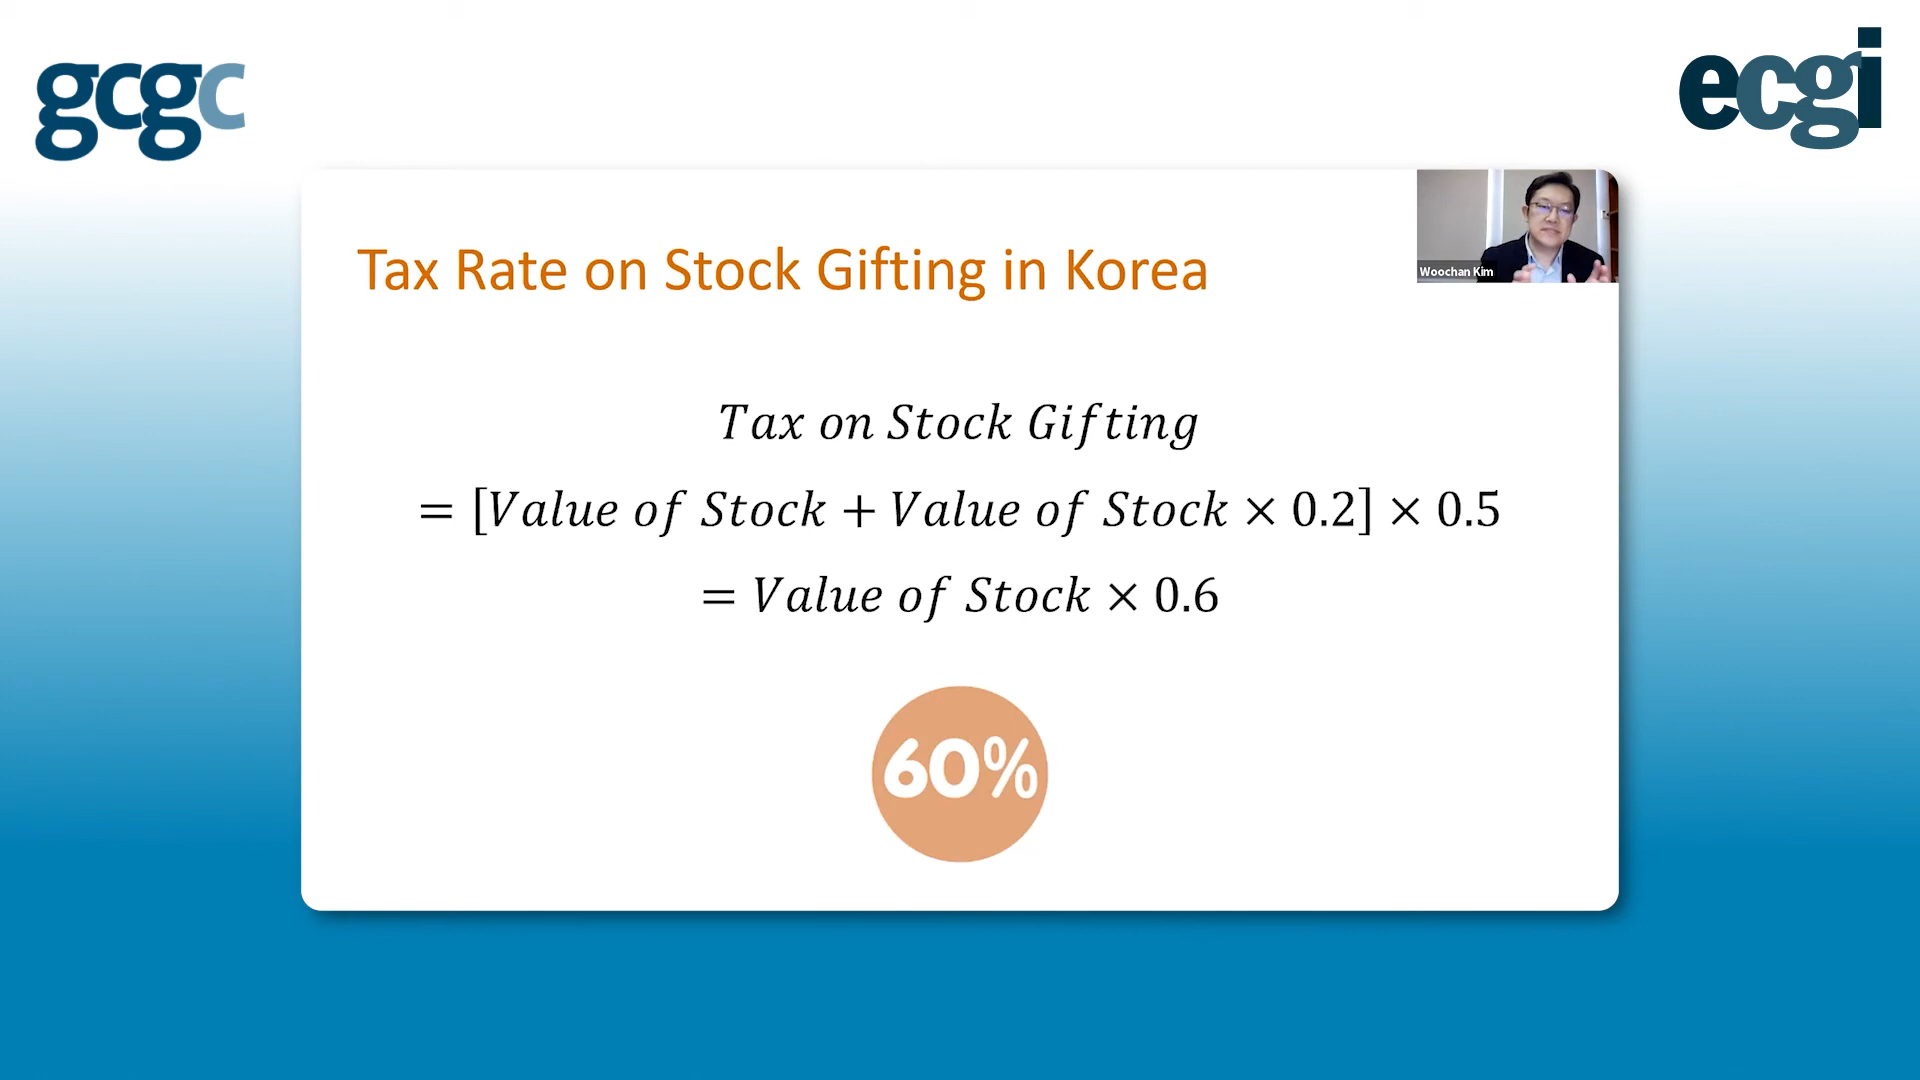 gcgc
ecgi
Woochan Kim
Tax Rate on Stock Gifting in Korea
Tax on Stock Gifting
= [Value of Stock + Value of Stock × 0.2] × 0.5
= Value of Stock × 0.6
60%